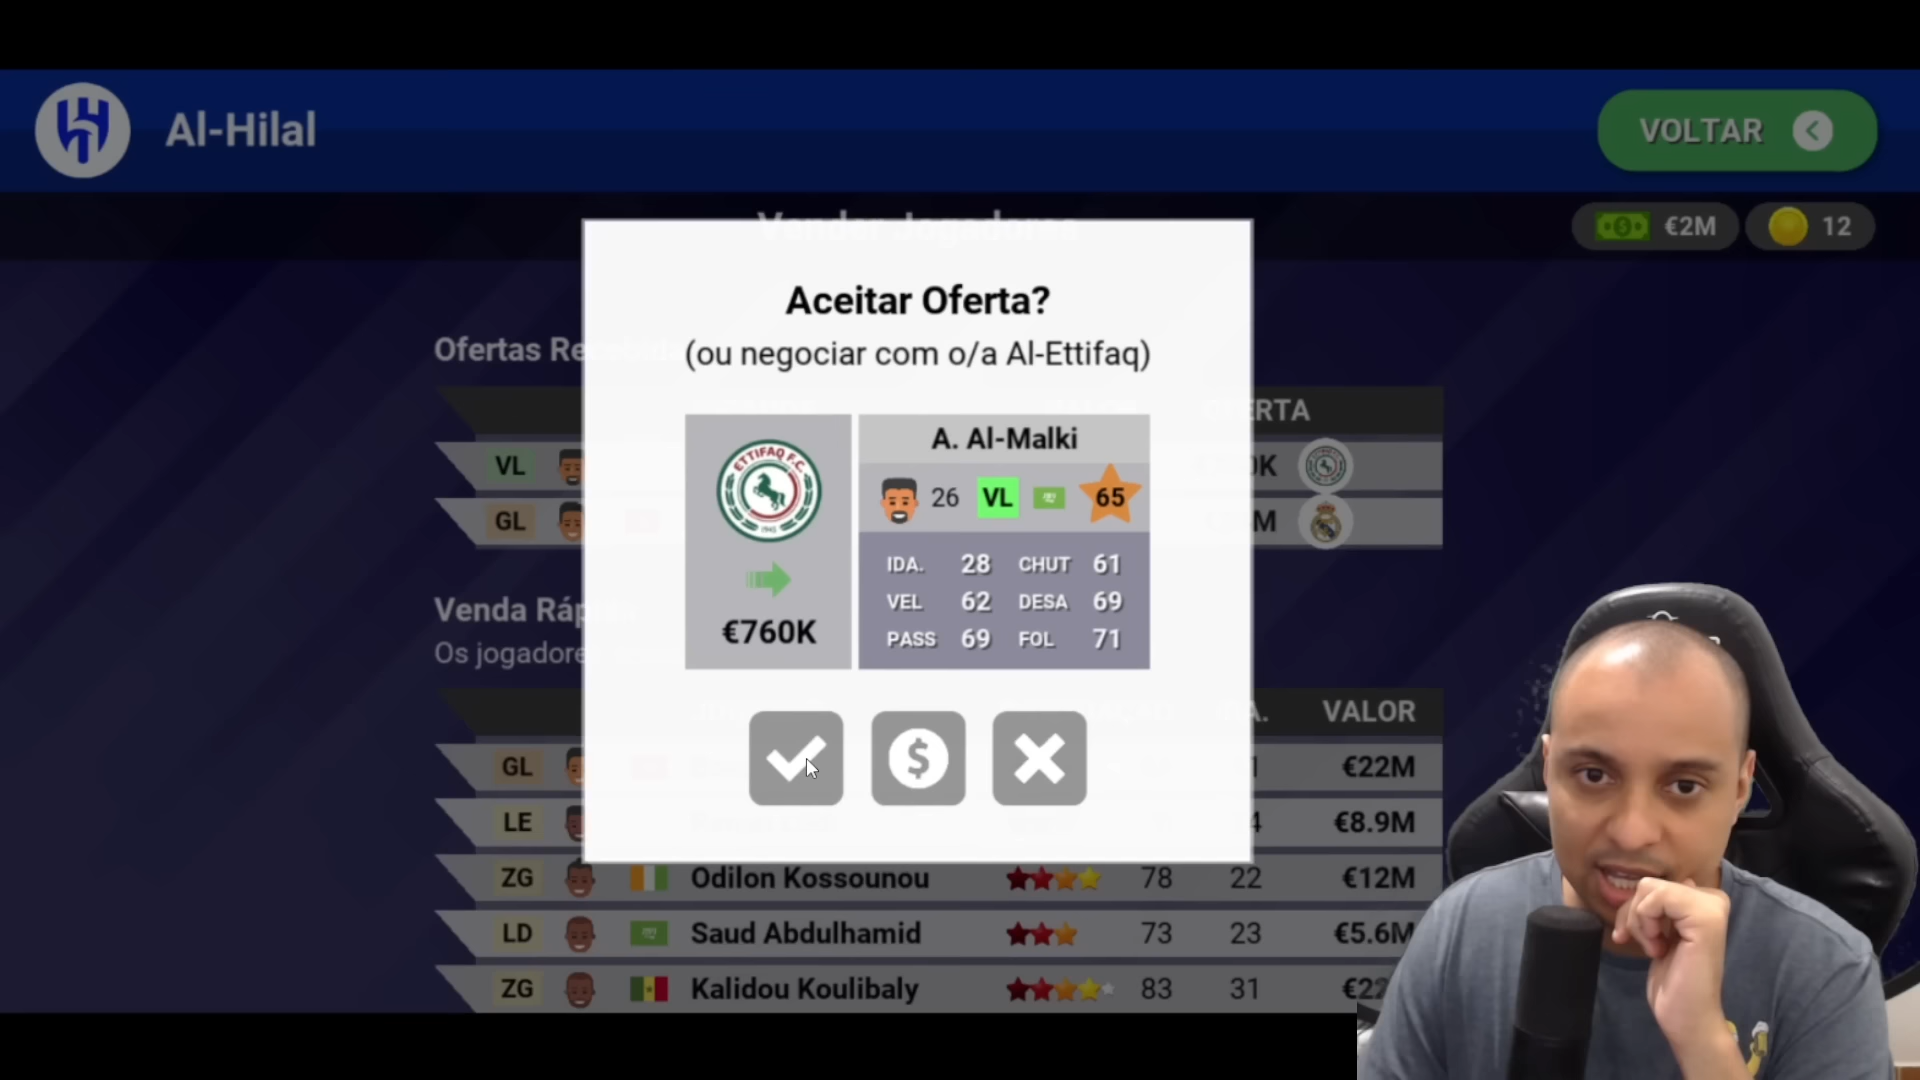 Al-Hilal
VOLTAR
Vender Jogadores
€2M
12
Aceitar Oferta?
(ou negociar com o/a Al-Ettifaq)
Ofertas
VL
GL
ETTIFAQ F.C.
€760K
A. Al-Malki
26 VL 65
IDA. 28 CHUT 61
VEL 62 DESA 69
PASS 69 FOL 71
Venda
Os
VALOR
GL €22M
LE €8.9M
ZG Odilon Kossounou 78 22 €12M
LD Saud Abdulhamid 73 23 €5.6M
ZG Kalidou Koulibaly 83 31